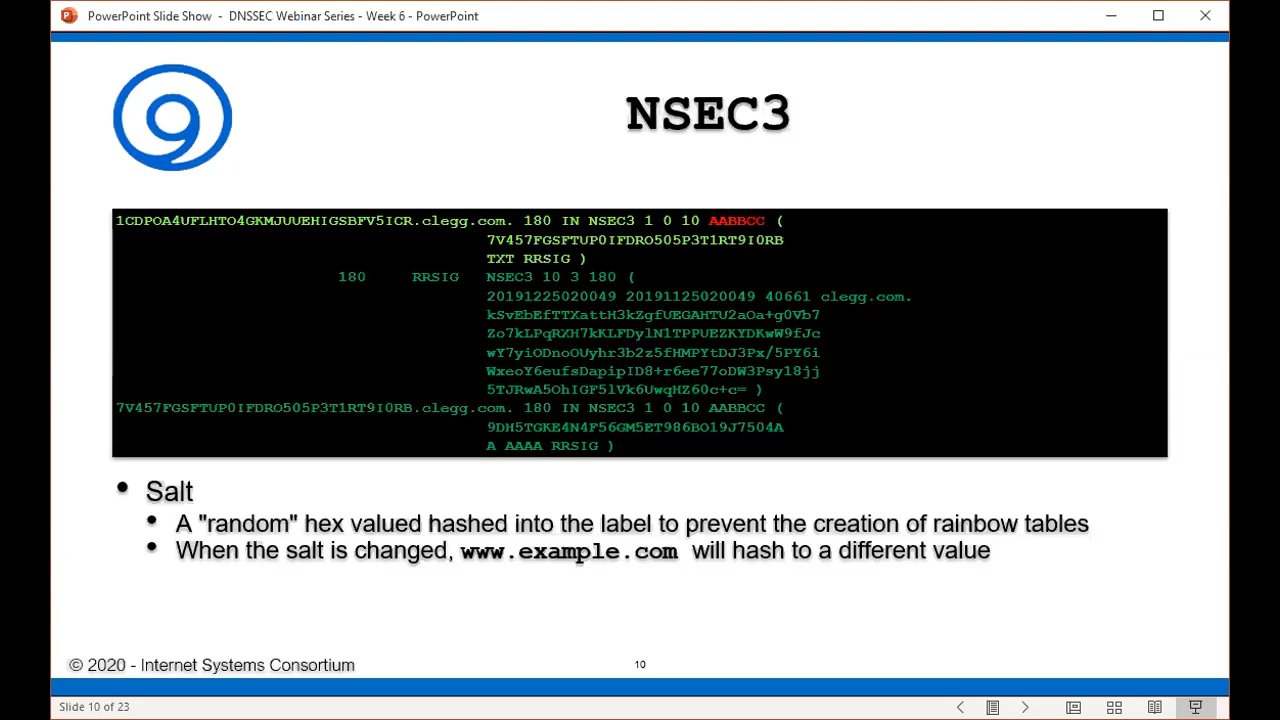 PowerPoint Slide Show - DNSSEC Webinar Series - Week 6 - PowerPoint
NSEC3
1CDPOA4UFLHTO4GKMJUUEHIGSBFV5ICR.clegg.com. 180 IN NSEC3 1 0 10 AABBCC (
7V457FGSFTUP0IFDRO505P3T1RT9I0RB
TXT RRSIG )
180 RRSIG NSEC3 10 3 180 (
20191225020049 20191125020049 40661 clegg.com.
kSvEbEfTTXattH3kZgfUEGAHTU2aOa+g0Vb7
Zo7kLPqRXH7kKLFDylN1TPPUEZKYDKwW9fJc
wY7yiODnoOUyhr3b2z5fHMPYtDJ3Px/5PY6i
WxeoY6eufsDapipID8+r6ee77oDW3Psy18jj
5TJRwA5OhIGF5lVk6UwqHZ60c+c= )
7V457FGSFTUP0IFDRO505P3T1RT9I0RB.clegg.com. 180 IN NSEC3 1 0 10 AABBCC (
9DH5TGKE4N4F56GM5ET986BO19J7504A
A AAAA RRSIG )
• Salt
• A "random" hex valued hashed into the label to prevent the creation of rainbow tables
• When the salt is changed, www.example.com will hash to a different value
© 2020 - Internet Systems Consortium
10
Slide 10 of 23